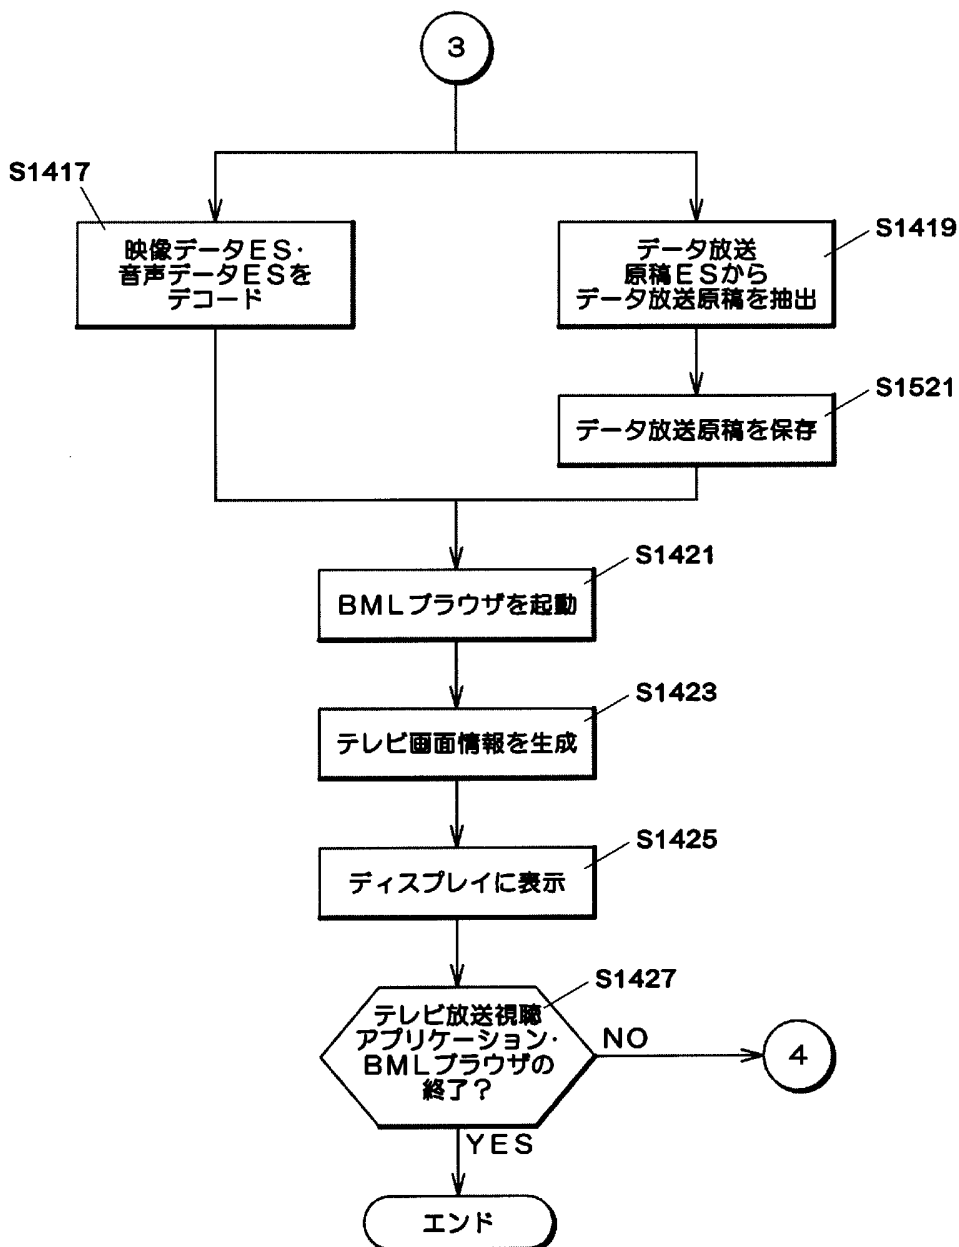 3
S1417
映像データES・
音声データESを
デコード
S1419
データ放送
原稿ESから
データ放送原稿を抽出
S1521
データ放送原稿を保存
S1421
BMLブラウザを起動
S1423
テレビ画面情報を生成
S1425
ディスプレイに表示
S1427
テレビ放送視聴
アプリケーション・
BMLブラウザの
終了?
NO
4
YES
エンド